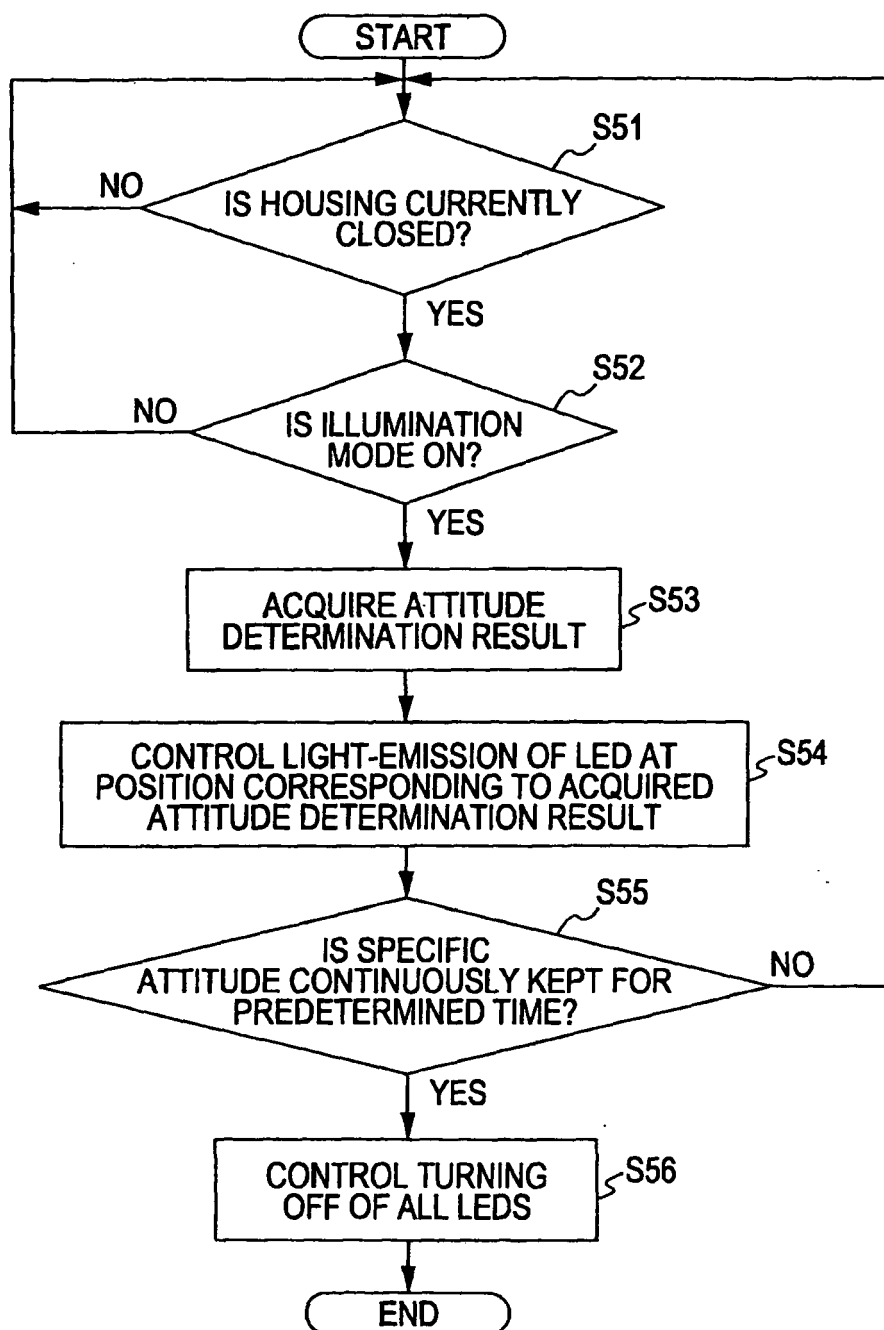 START
S51
NO
IS HOUSING CURRENTLY
CLOSED?
YES
S52
NO
IS ILLUMINATION
MODE ON?
YES
ACQUIRE ATTITUDE
DETERMINATION RESULT
S53
CONTROL LIGHT-EMISSION OF LED AT
POSITION CORRESPONDING TO ACQUIRED
ATTITUDE DETERMINATION RESULT
S54
S55
IS SPECIFIC
ATTITUDE CONTINUOUSLY KEPT FOR
PREDETERMINED TIME?
NO
YES
CONTROL TURNING
OFF OF ALL LEDS
S56
END